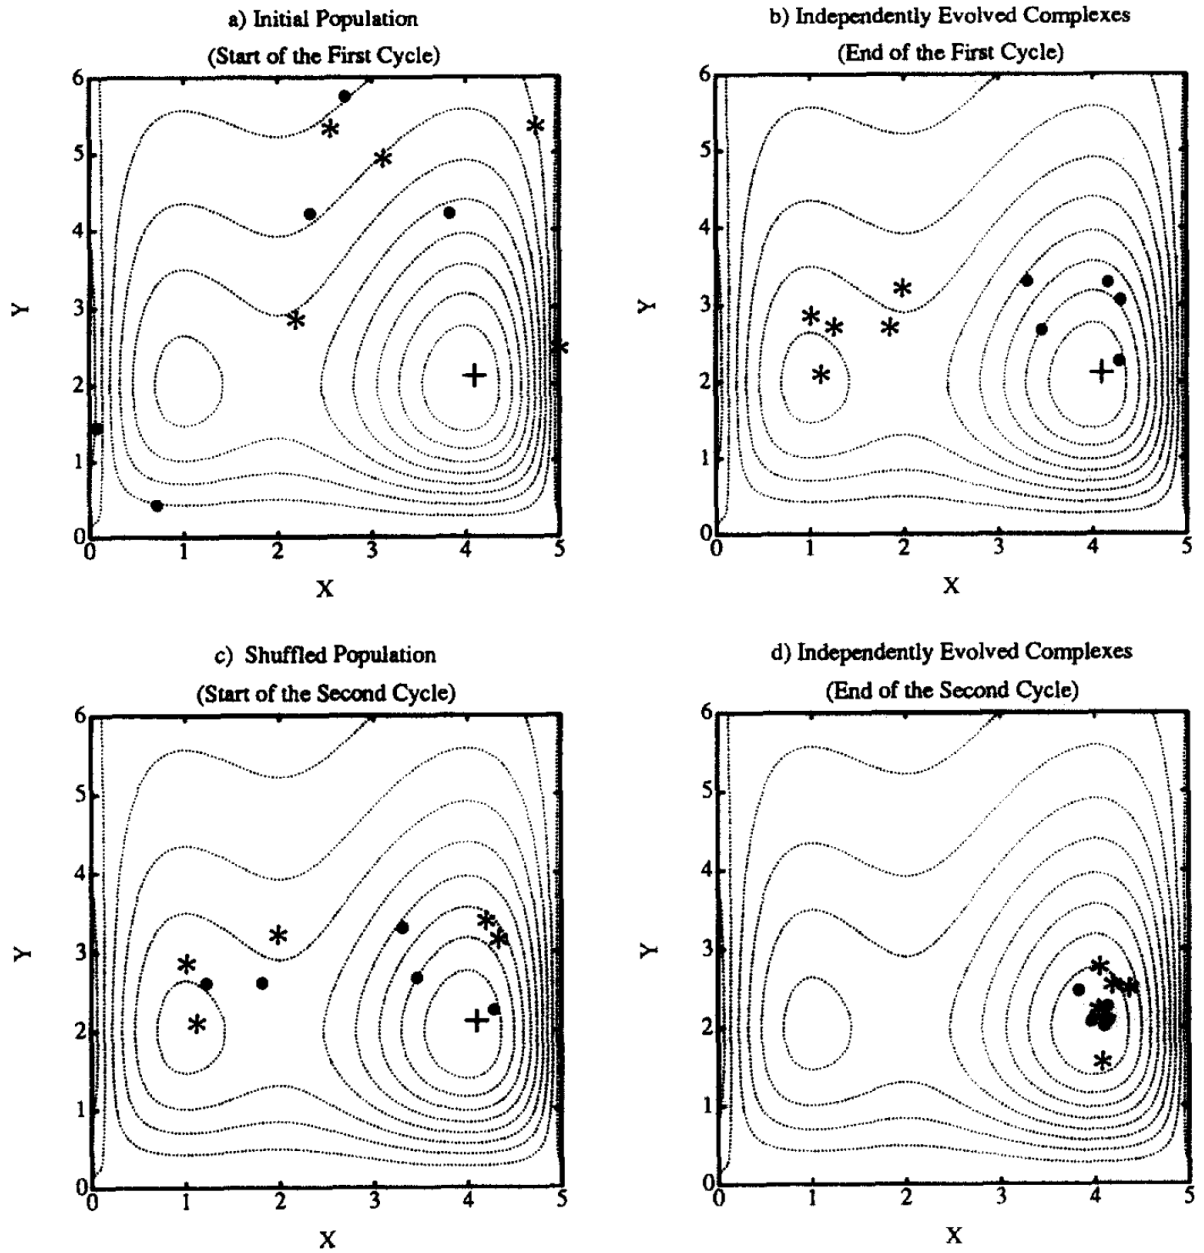 a) Initial Population
(Start of the First Cycle)
6
5
4
3
2
1
0
Y
0 1 2 3 4 5
X
b) Independently Evolved Complexes
(End of the First Cycle)
6
5
4
3
2
1
0
Y
0 1 2 3 4 5
X
c) Shuffled Population
(Start of the Second Cycle)
6
5
4
3
2
1
0
Y
0 1 2 3 4 5
X
d) Independently Evolved Complexes
(End of the Second Cycle)
6
5
4
3
2
1
0
Y
0 1 2 3 4 5
X